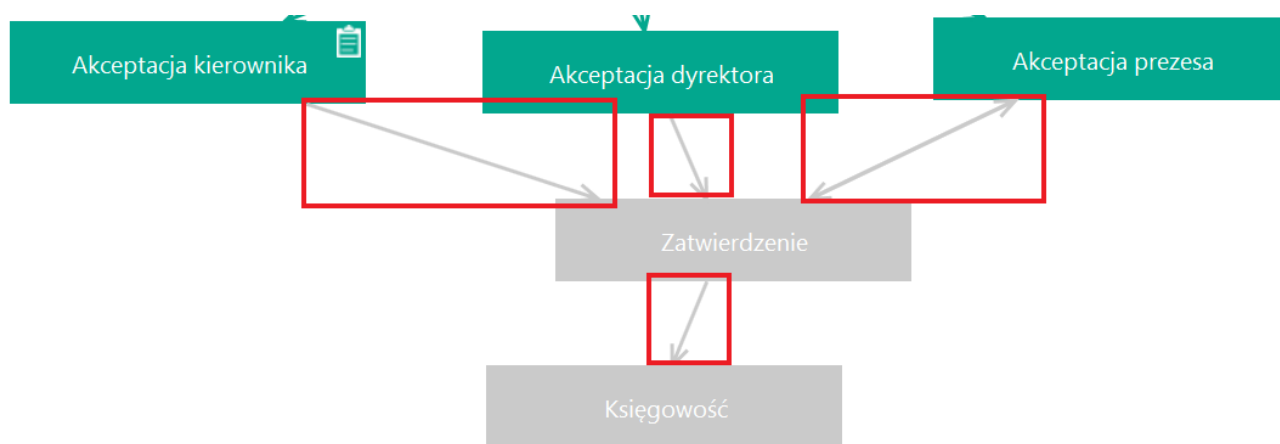 Akceptacja kierownika
Akceptacja dyrektora
Akceptacja prezesa
Zatwierdzenie
Księgowość